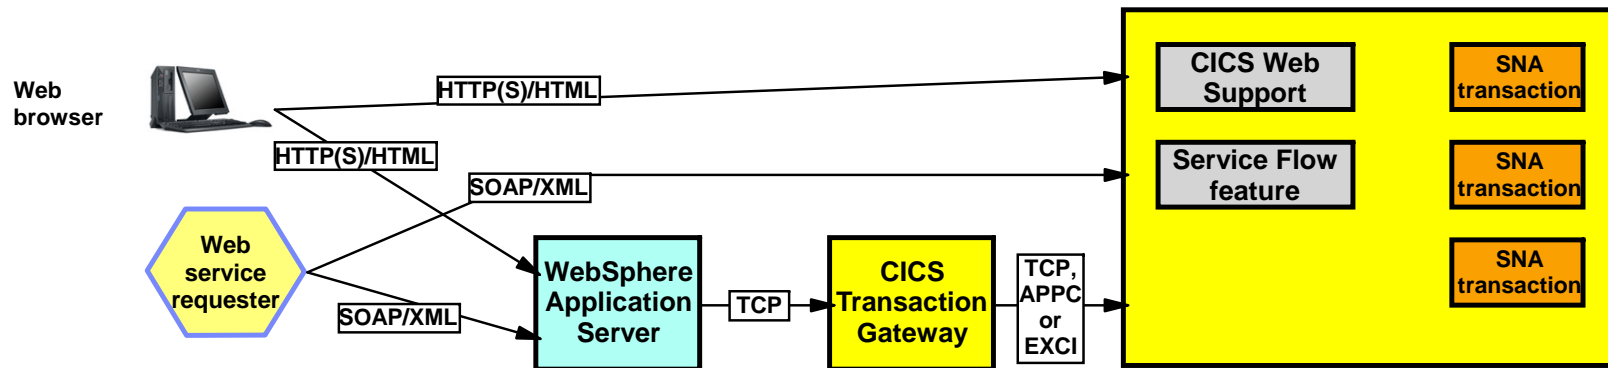 Web
browser
HTTP(S)/HTML
HTTP(S)/HTML
SOAP/XML
Web
service
requester
SOAP/XML
WebSphere
Application
Server
TCP
CICS
Transaction
Gateway
TCP,
APPC
or
EXCI
CICS Web
Support
Service Flow
feature
SNA
transaction
SNA
transaction
SNA
transaction